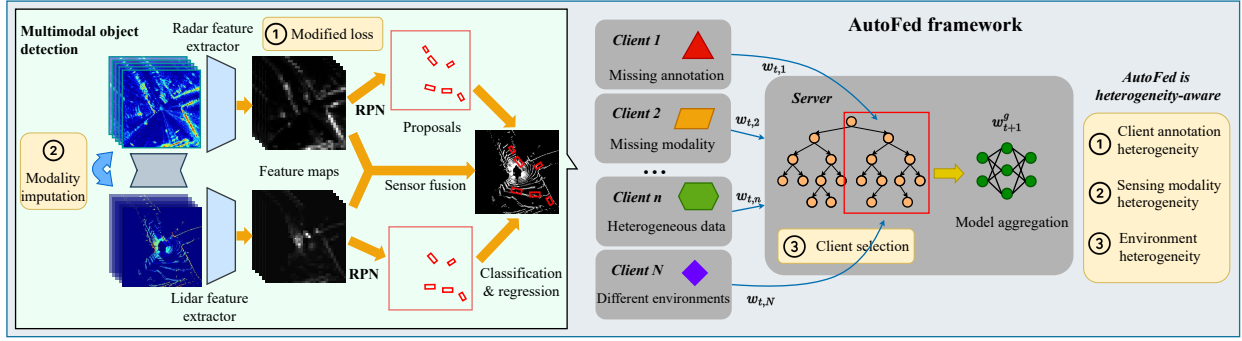 Multimodal object
detection
Radar feature
extractor
1 Modified loss
RPN
Proposals
2
Modality
imputation
Feature maps
Sensor fusion
RPN
Classification
& regression
Lidar feature
extractor
AutoFed framework
Client 1
Missing annotation
Client 2
Missing modality
...
Client n
Heterogeneous data
Client N
Different environments
w_{t,1}
w_{t,2}
w_{t,n}
w_{t,N}
Server
3 Client selection
w^{g}_{t+1}
Model aggregation
AutoFed is
heterogeneity-aware
1 Client annotation
heterogeneity
2 Sensing modality
heterogeneity
3 Environment
heterogeneity